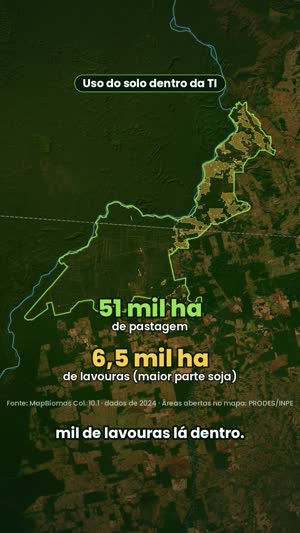 Uso do solo dentro da TI
51 mil ha
de pastagem
6,5 mil ha
de lavouras (maior parte soja)
Fonte: MapBiomas Col. 10.1 · dados de 2024 · Áreas abertas no mapa: PRODES/INPE
mil de lavouras lá dentro.